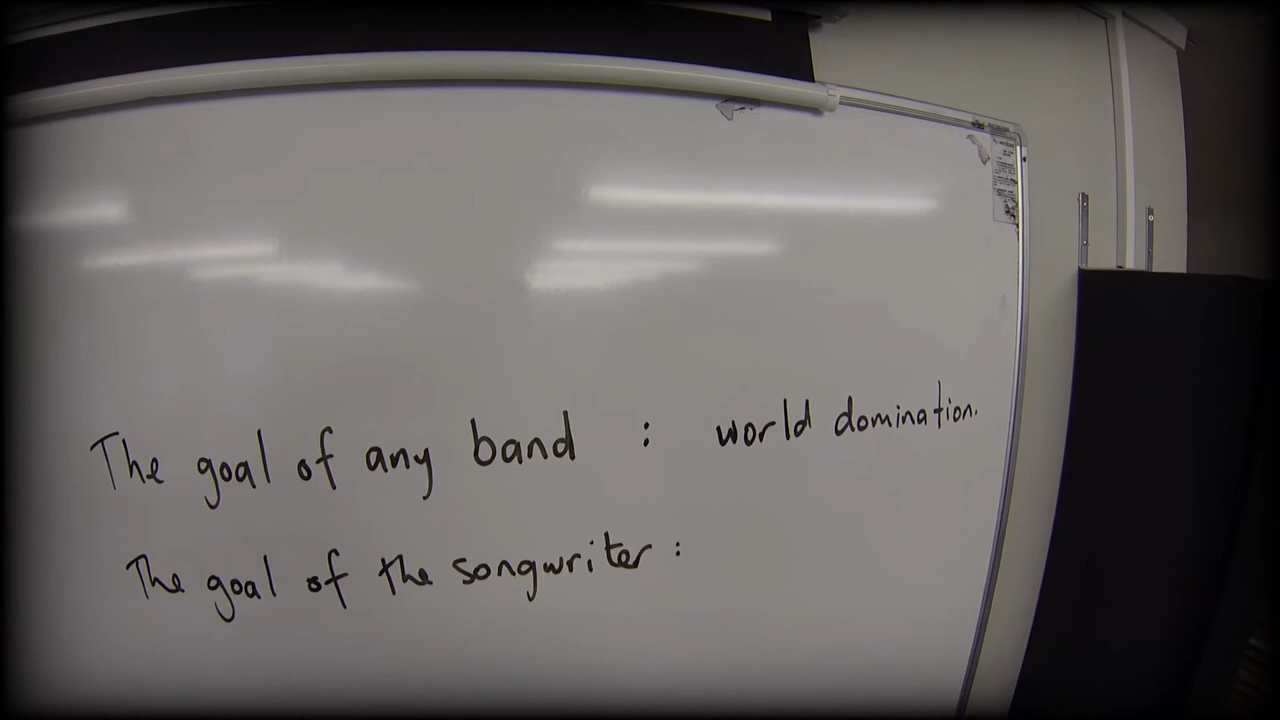 The goal of any band : world domination.
The goal of the songwriter :